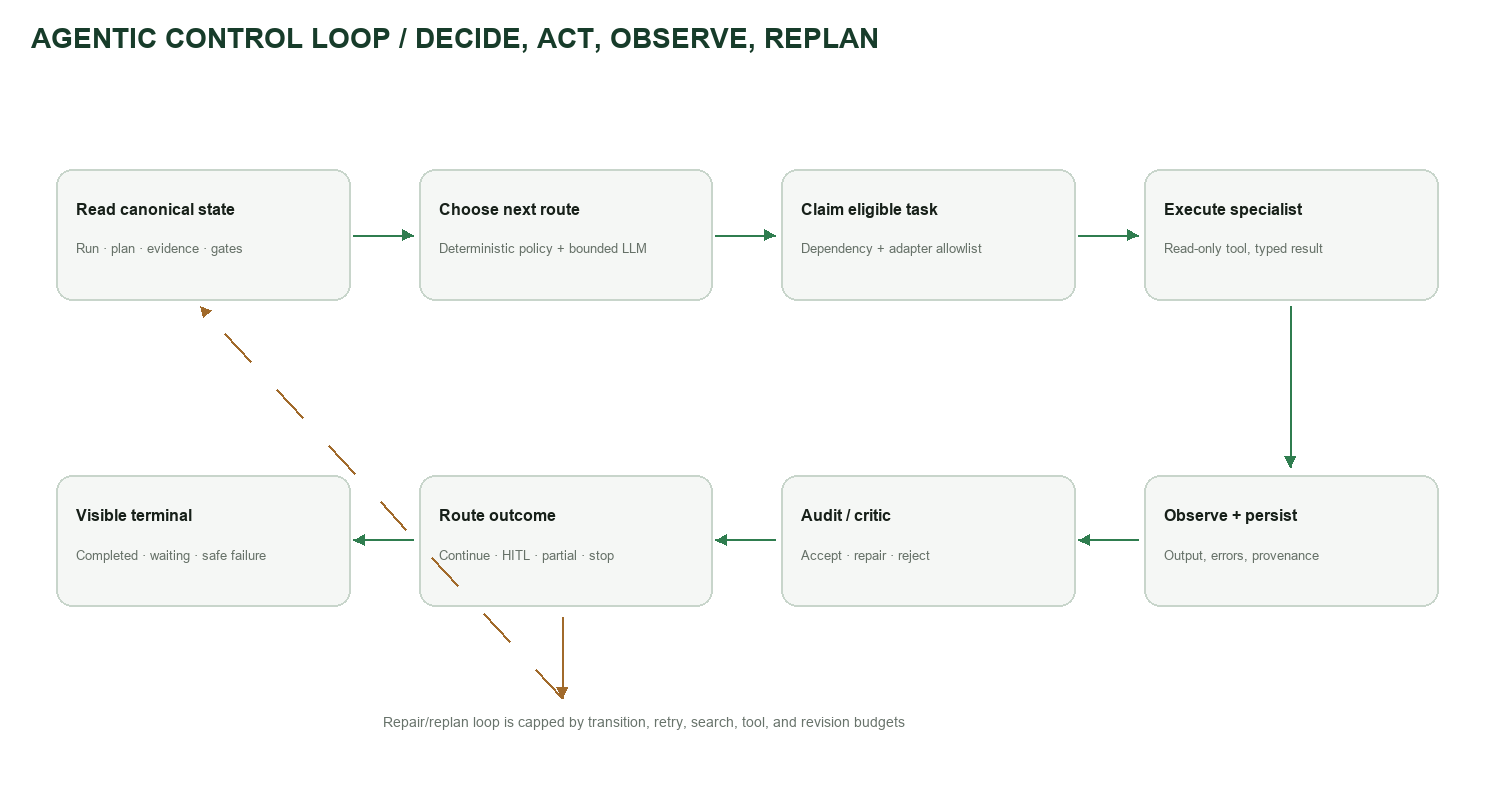 AGENTIC CONTROL LOOP / DECIDE, ACT, OBSERVE, REPLAN
Read canonical state
Run · plan · evidence · gates
Choose next route
Deterministic policy + bounded LLM
Claim eligible task
Dependency + adapter allowlist
Execute specialist
Read-only tool, typed result
Visible terminal
Completed · waiting · safe failure
Route outcome
Continue · HITL · partial · stop
Audit / critic
Accept · repair · reject
Observe + persist
Output, errors, provenance
Repair/replan loop is capped by transition, retry, search, tool, and revision budgets